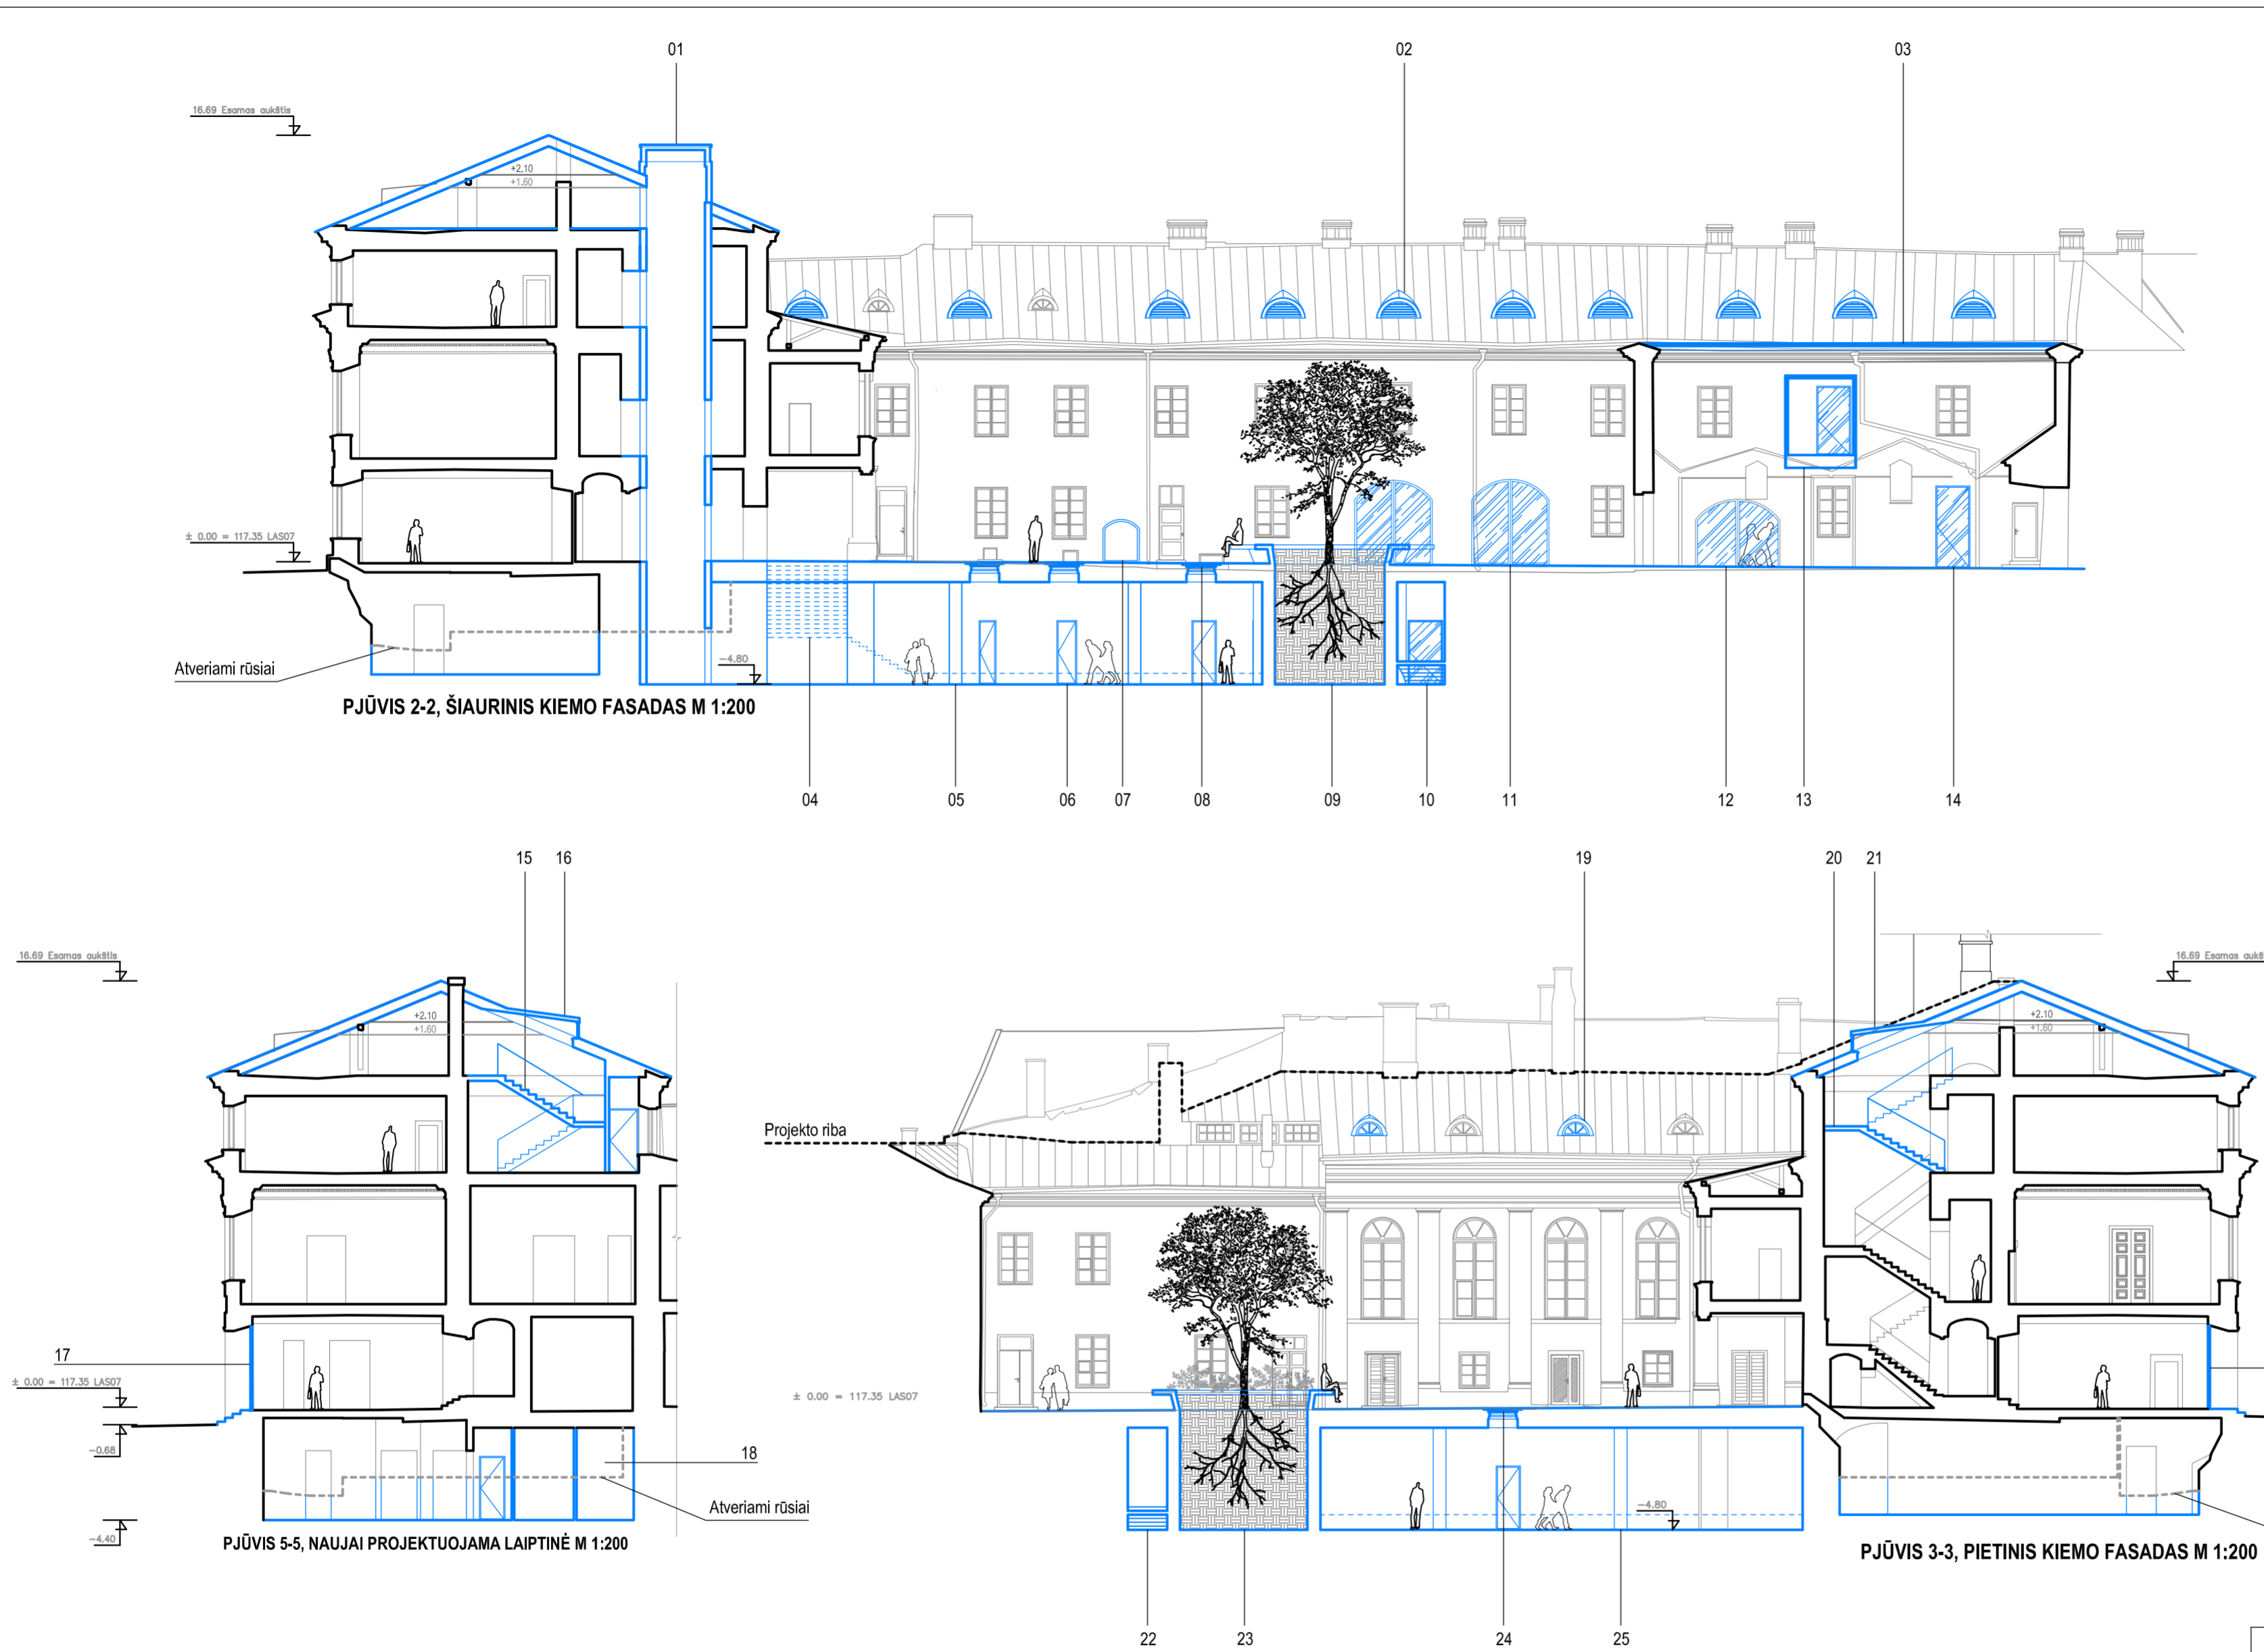 01 02 03
16.69 Esamas aukštis
+2.10
+1.60
± 0.00 = 117.35 LAS07
Atveriami rūsiai
-4.80
PJŪVIS 2-2, ŠIAURINIS KIEMO FASADAS M 1:200
04 05 06 07 08 09 10 11 12 13 14
15 16 19 20 21
16.69 Esamas aukštis
16.69 Esamas aukš
+2.10
+1.60
+2.10
+1.60
Projekto riba
17
± 0.00 = 117.35 LAS07
± 0.00 = 117.35 LAS07
-0.68
18
Atveriami rūsiai
-4.80
-4.40
PJŪVIS 5-5, NAUJAI PROJEKTUOJAMA LAIPTINĖ M 1:200
PJŪVIS 3-3, PIETINIS KIEMO FASADAS M 1:200
22 23 24 25